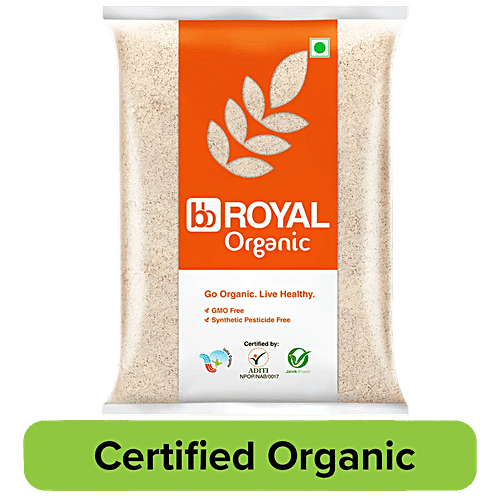 bb ROYAL
Organic
Go Organic. Live Healthy.
GMO Free
Synthetic Pesticide Free
Certified by:
ADITI
NPOP/NAB/0017
Certified Organic